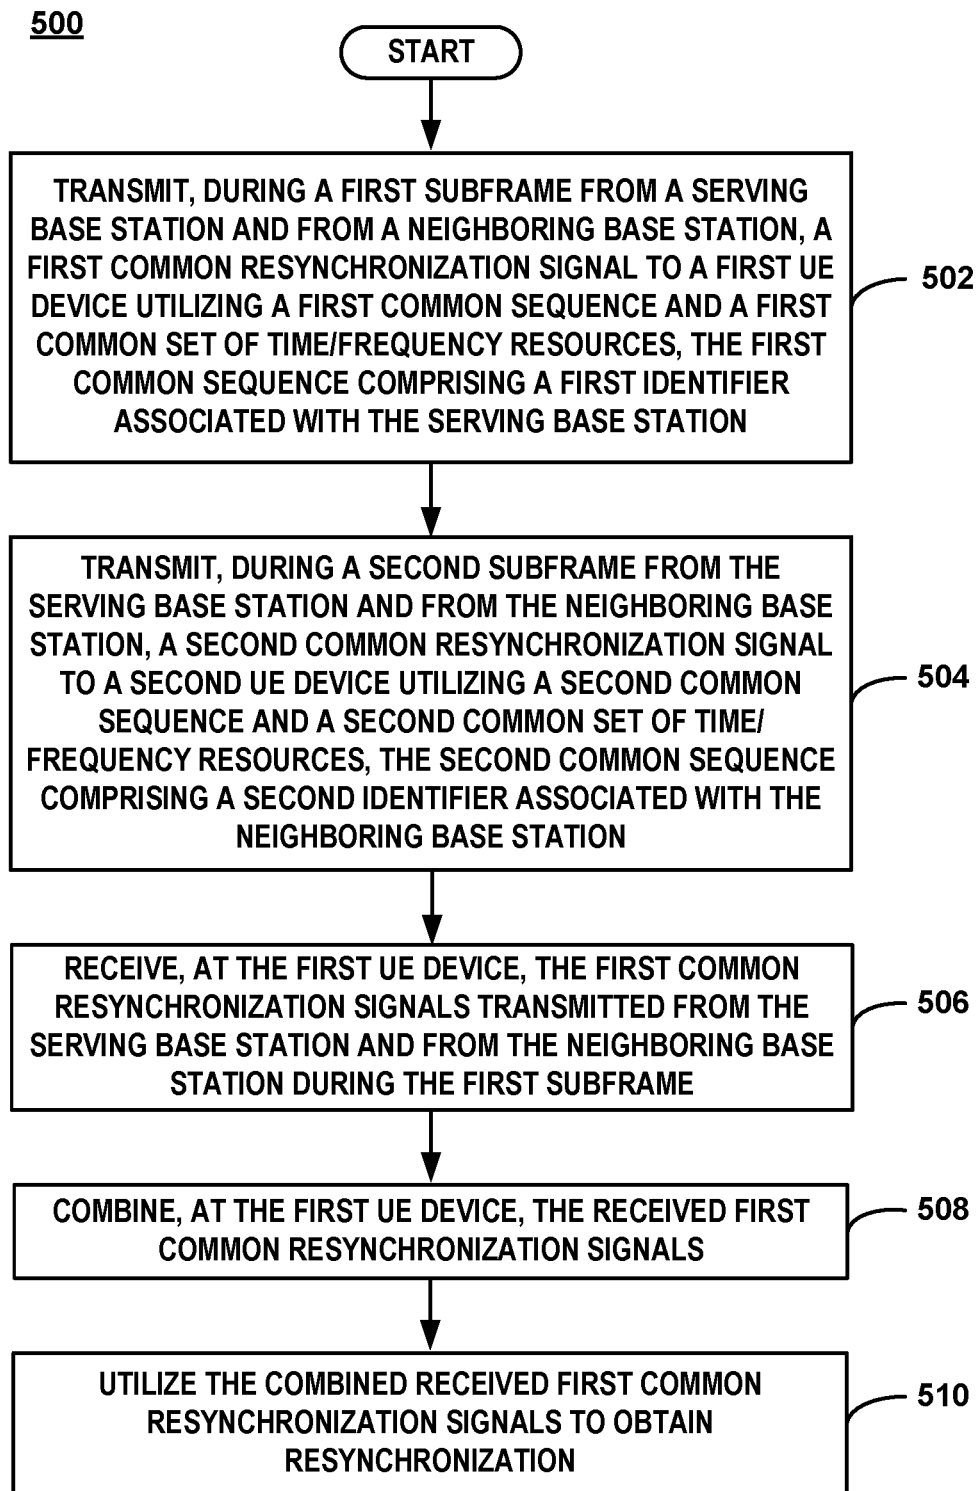 500
START
TRANSMIT, DURING A FIRST SUBFRAME FROM A SERVING
BASE STATION AND FROM A NEIGHBORING BASE STATION, A
FIRST COMMON RESYNCHRONIZATION SIGNAL TO A FIRST UE
DEVICE UTILIZING A FIRST COMMON SEQUENCE AND A FIRST
COMMON SET OF TIME/FREQUENCY RESOURCES, THE FIRST
COMMON SEQUENCE COMPRISING A FIRST IDENTIFIER
ASSOCIATED WITH THE SERVING BASE STATION
502
TRANSMIT, DURING A SECOND SUBFRAME FROM THE
SERVING BASE STATION AND FROM THE NEIGHBORING BASE
STATION, A SECOND COMMON RESYNCHRONIZATION SIGNAL
TO A SECOND UE DEVICE UTILIZING A SECOND COMMON
SEQUENCE AND A SECOND COMMON SET OF TIME/
FREQUENCY RESOURCES, THE SECOND COMMON SEQUENCE
COMPRISING A SECOND IDENTIFIER ASSOCIATED WITH THE
NEIGHBORING BASE STATION
504
RECEIVE, AT THE FIRST UE DEVICE, THE FIRST COMMON
RESYNCHRONIZATION SIGNALS TRANSMITTED FROM THE
SERVING BASE STATION AND FROM THE NEIGHBORING BASE
STATION DURING THE FIRST SUBFRAME
506
COMBINE, AT THE FIRST UE DEVICE, THE RECEIVED FIRST
COMMON RESYNCHRONIZATION SIGNALS
508
UTILIZE THE COMBINED RECEIVED FIRST COMMON
RESYNCHRONIZATION SIGNALS TO OBTAIN
RESYNCHRONIZATION
510